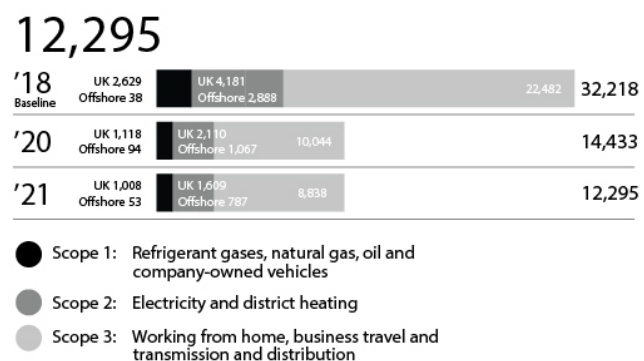 12,295
'18
Baseline
UK 2,629
Offshore 38
UK 4,181
Offshore 2,888
22,482
32,218
'20
UK 1,118
Offshore 94
UK 2,110
Offshore 1,067
10,044
14,433
'21
UK 1,008
Offshore 53
UK 1,609
Offshore 787
8,838
12,295
Scope 1: Refrigerant gases, natural gas, oil and
company-owned vehicles
Scope 2: Electricity and district heating
Scope 3: Working from home, business travel and
transmission and distribution